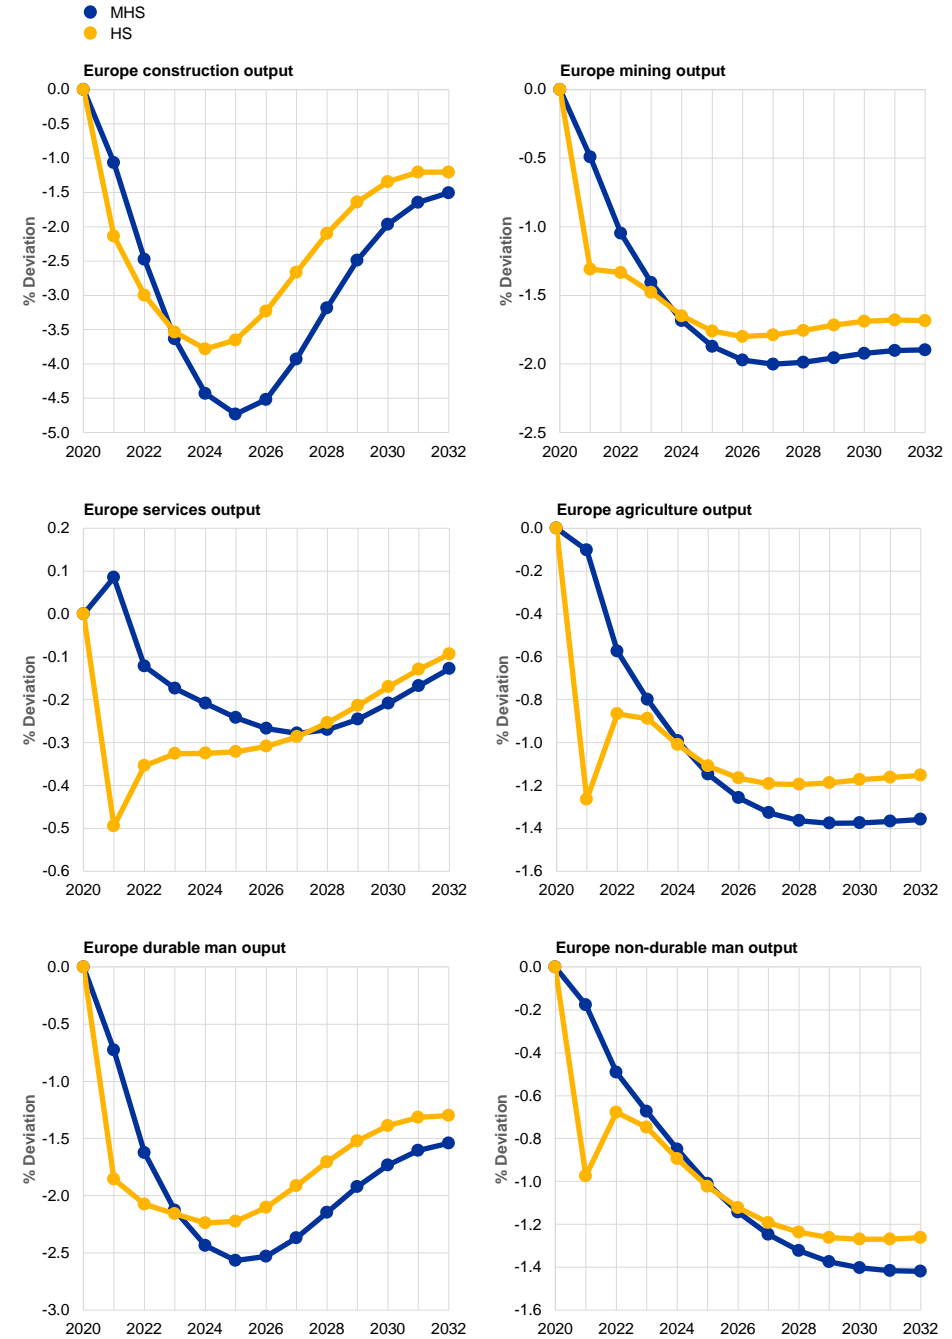 MHS
HS
Europe construction output
% Deviation
0.0
-0.5
-1.0
-1.5
-2.0
-2.5
-3.0
-3.5
-4.0
-4.5
-5.0
2020 2022 2024 2026 2028 2030 2032
Europe mining output
% Deviation
0.0
-0.5
-1.0
-1.5
-2.0
-2.5
2020 2022 2024 2026 2028 2030 2032
Europe services output
% Deviation
0.2
0.1
0.0
-0.1
-0.2
-0.3
-0.4
-0.5
-0.6
2020 2022 2024 2026 2028 2030 2032
Europe agriculture output
% Deviation
0.0
-0.2
-0.4
-0.6
-0.8
-1.0
-1.2
-1.4
-1.6
2020 2022 2024 2026 2028 2030 2032
Europe durable man ouput
% Deviation
0.0
-0.5
-1.0
-1.5
-2.0
-2.5
-3.0
2020 2022 2024 2026 2028 2030 2032
Europe non-durable man output
% Deviation
0.0
-0.2
-0.4
-0.6
-0.8
-1.0
-1.2
-1.4
-1.6
2020 2022 2024 2026 2028 2030 2032